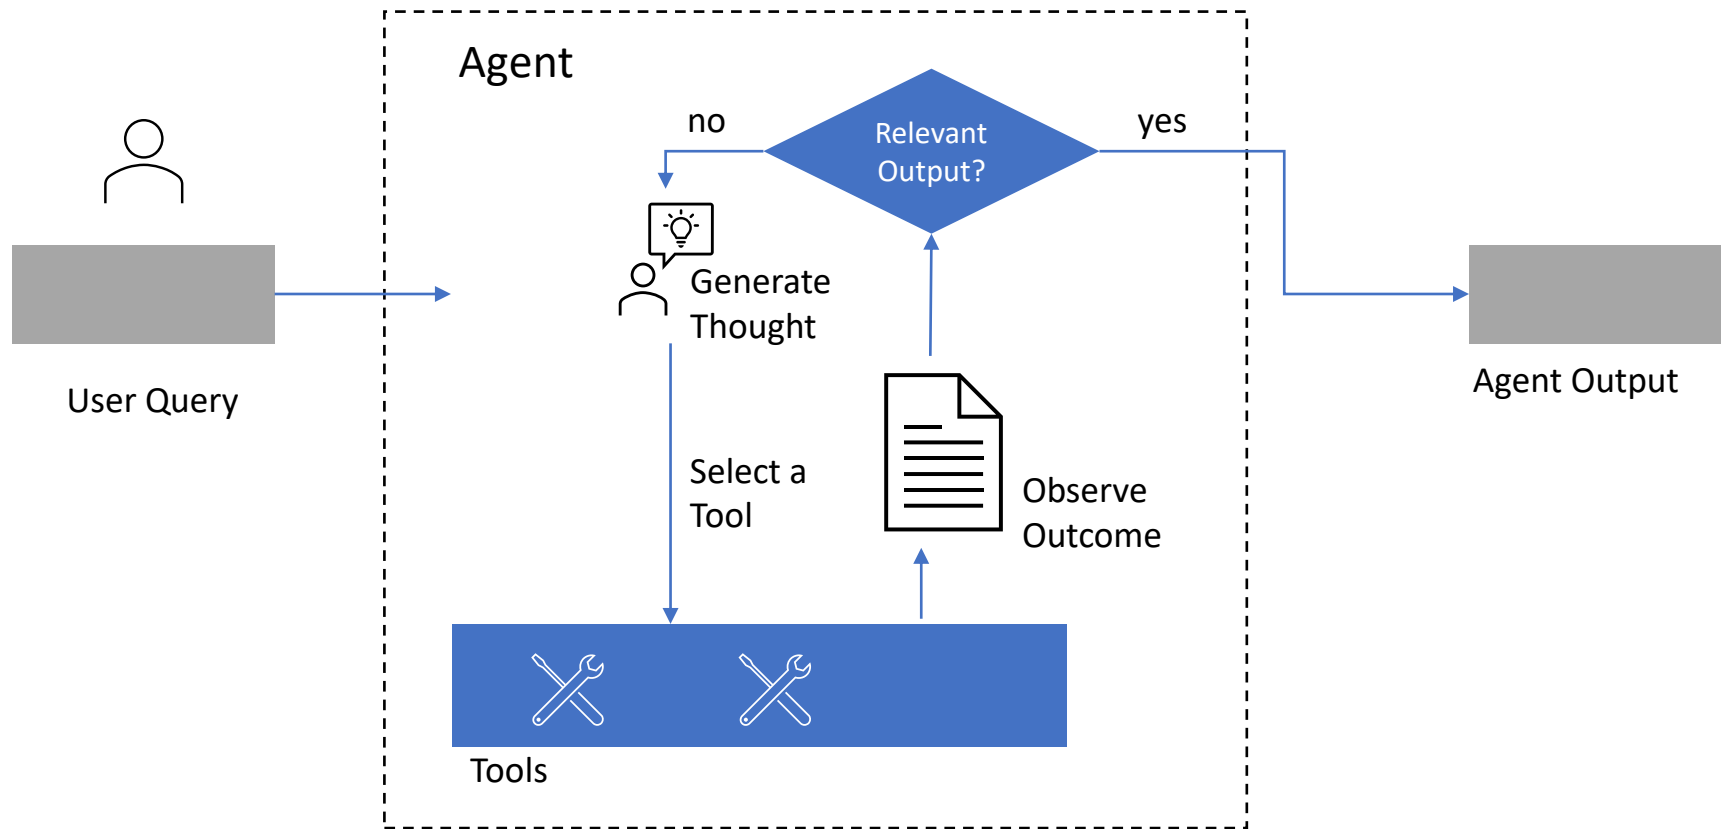 Agent
no
Relevant
Output?
yes
Generate
Thought
User Query
Agent Output
Select a
Tool
Observe
Outcome
Tools